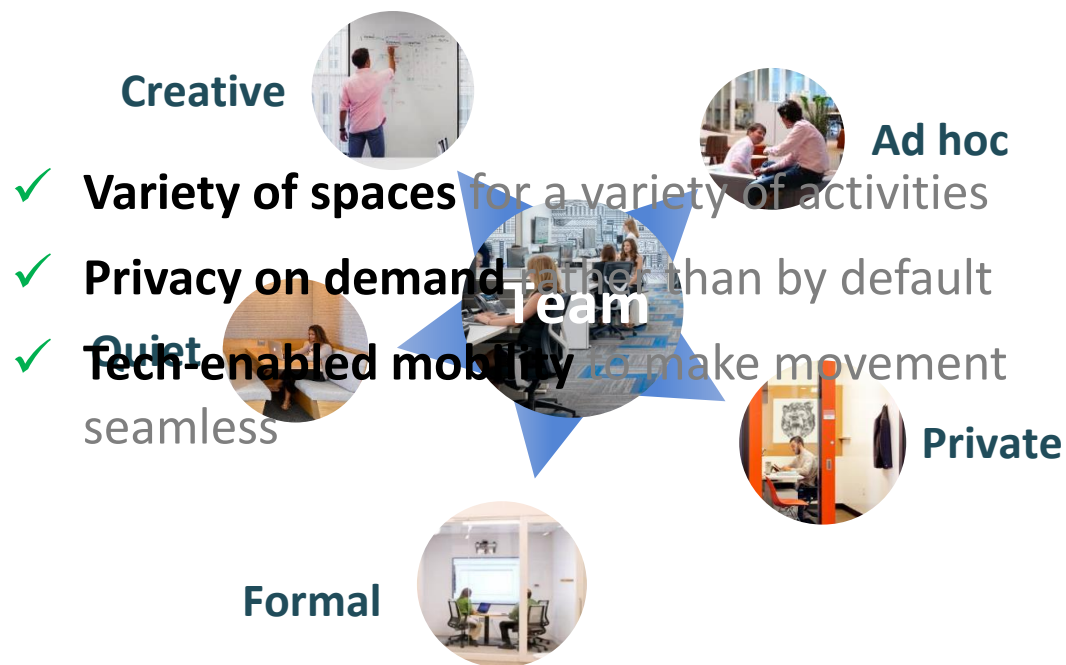 Creative
Ad hoc
✓ Variety of spaces for a variety of activities
✓ Privacy on demand rather than by default
Team
Quiet
✓ Tech-enabled mobility to make movement
seamless
Private
Formal